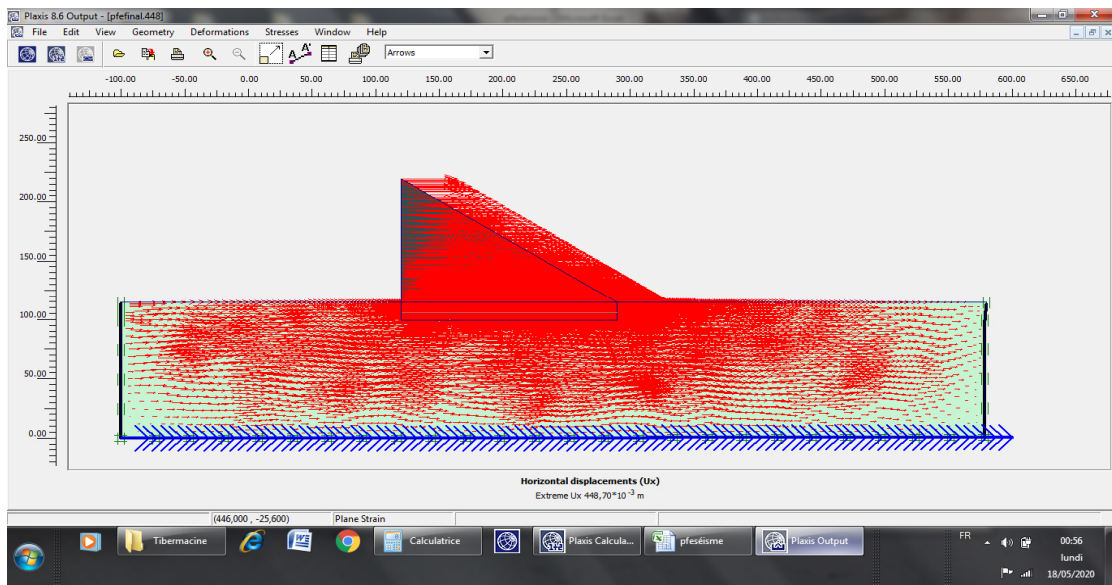 Plaxis 8.6 Output - [pfefinal.448]
File Edit View Geometry Deformations Stresses Window Help
Arrows
-100.00 -50.00 0.00 50.00 100.00 150.00 200.00 250.00 300.00 350.00 400.00 450.00 500.00 550.00 600.00 650.00
250.00
200.00
150.00
100.00
50.00
0.00
Horizontal displacements (Ux)
Extreme Ux 448,70*10 -3 m
(446,000 , -25,600) Plane Strain
Tibermacine Calculatrice Plaxis Calcula... pfeséisme Plaxis Output FR 00:56
lundi
18/05/2020